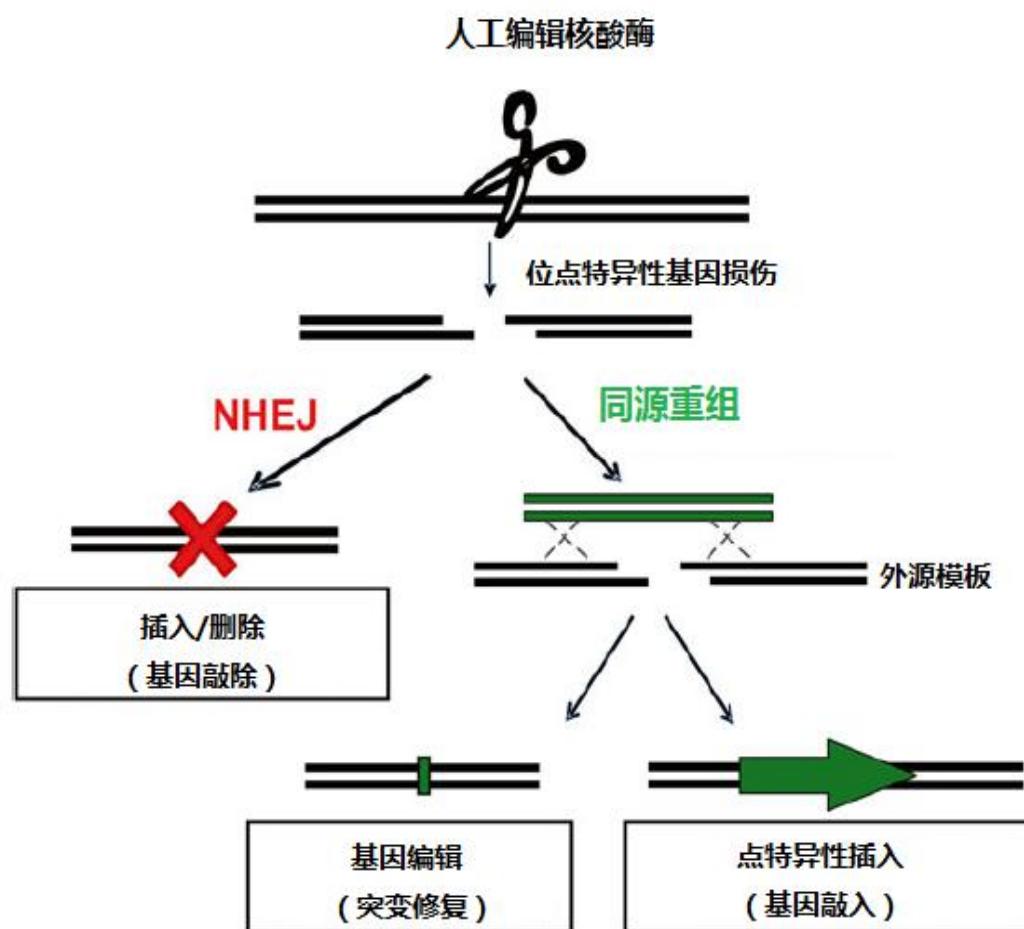 人工编辑核酸酶
位点特异性基因损伤
NHEJ
同源重组
外源模板
插入/删除
（基因敲除）
基因编辑
（突变修复）
点特异性插入
（基因敲入）